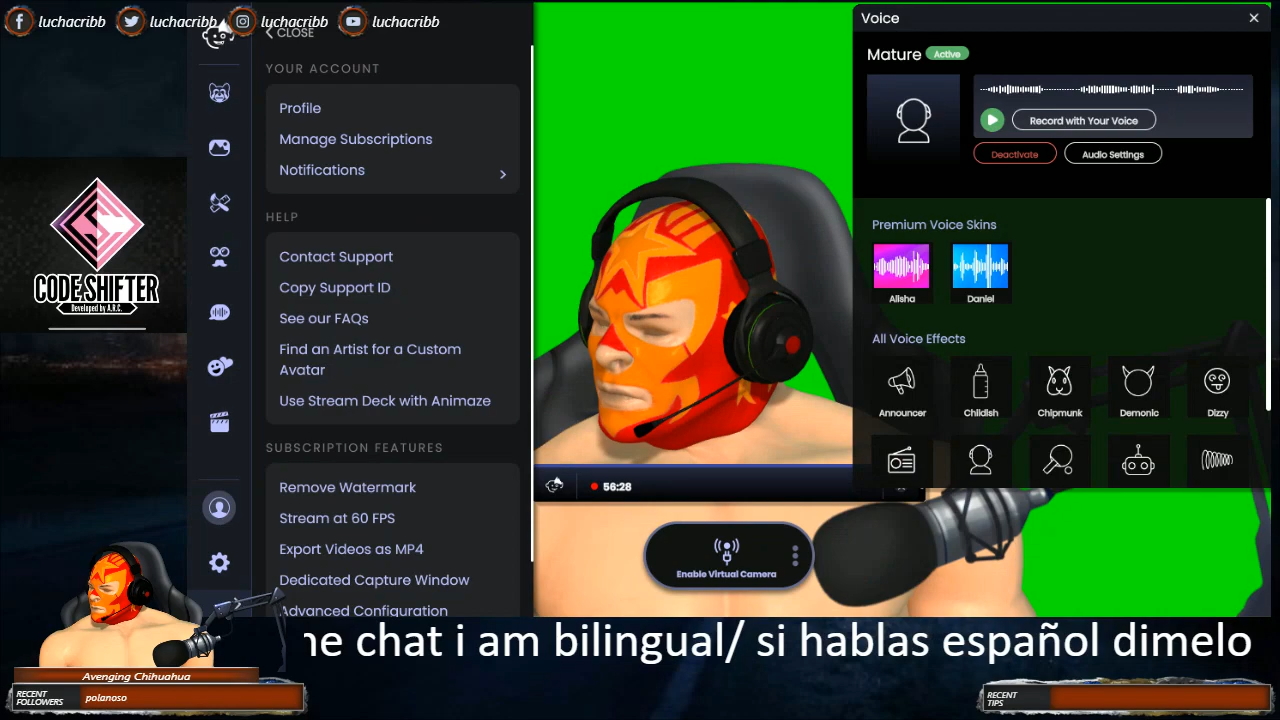 luchacribb
luchacribb
luchacribb
luchacribb
CLOSE
YOUR ACCOUNT
Profile
Manage Subscriptions
Notifications
HELP
Contact Support
Copy Support ID
See our FAQs
Find an Artist for a Custom
Avatar
Use Stream Deck with Animaze
SUBSCRIPTION FEATURES
Remove Watermark
Stream at 60 FPS
Export Videos as MP4
Dedicated Capture Window
Advanced Configuration
CODE SHIFTER
Developed by A.R.C.
56:28
Enable Virtual Camera
Voice
Mature
Active
Record with Your Voice
Deactivate
Audio Settings
Premium Voice Skins
Alisha
Daniel
All Voice Effects
Announcer
Childish
Chipmunk
Demonic
Dizzy
he chat i am bilingual/ si hablas español dimelo
Avenging Chihuahua
RECENT
FOLLOWERS
polanoso
RECENT
TIPS